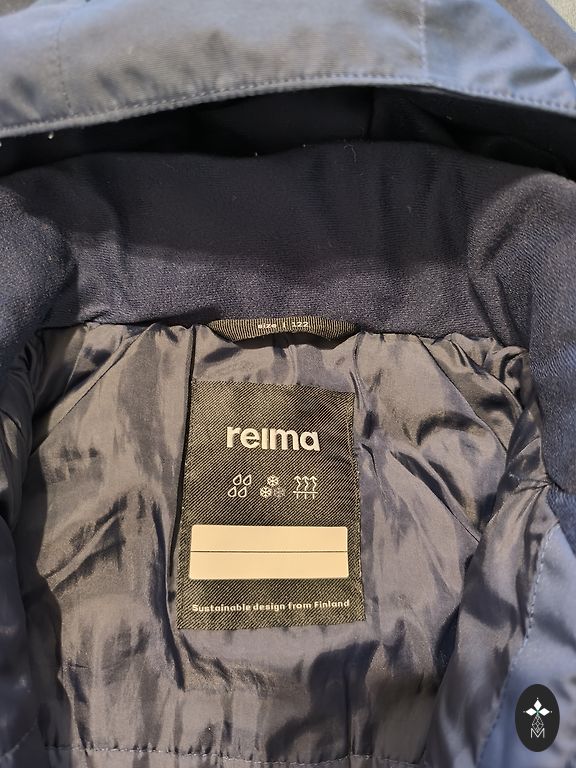 size | 122
reima
Sustainable design from Finland
M